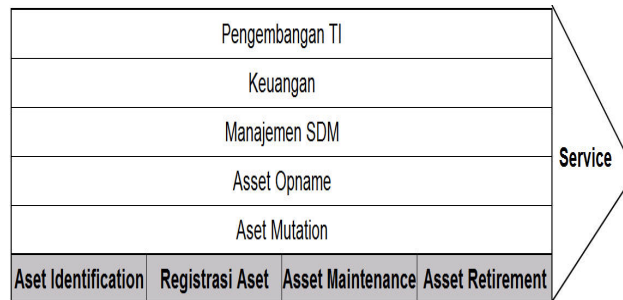 Pengembangan TI
Keuangan
Manajemen SDM
Asset Opname
Aset Mutation
Service
Aset Identification
Registrasi Aset
Asset Maintenance
Asset Retirement